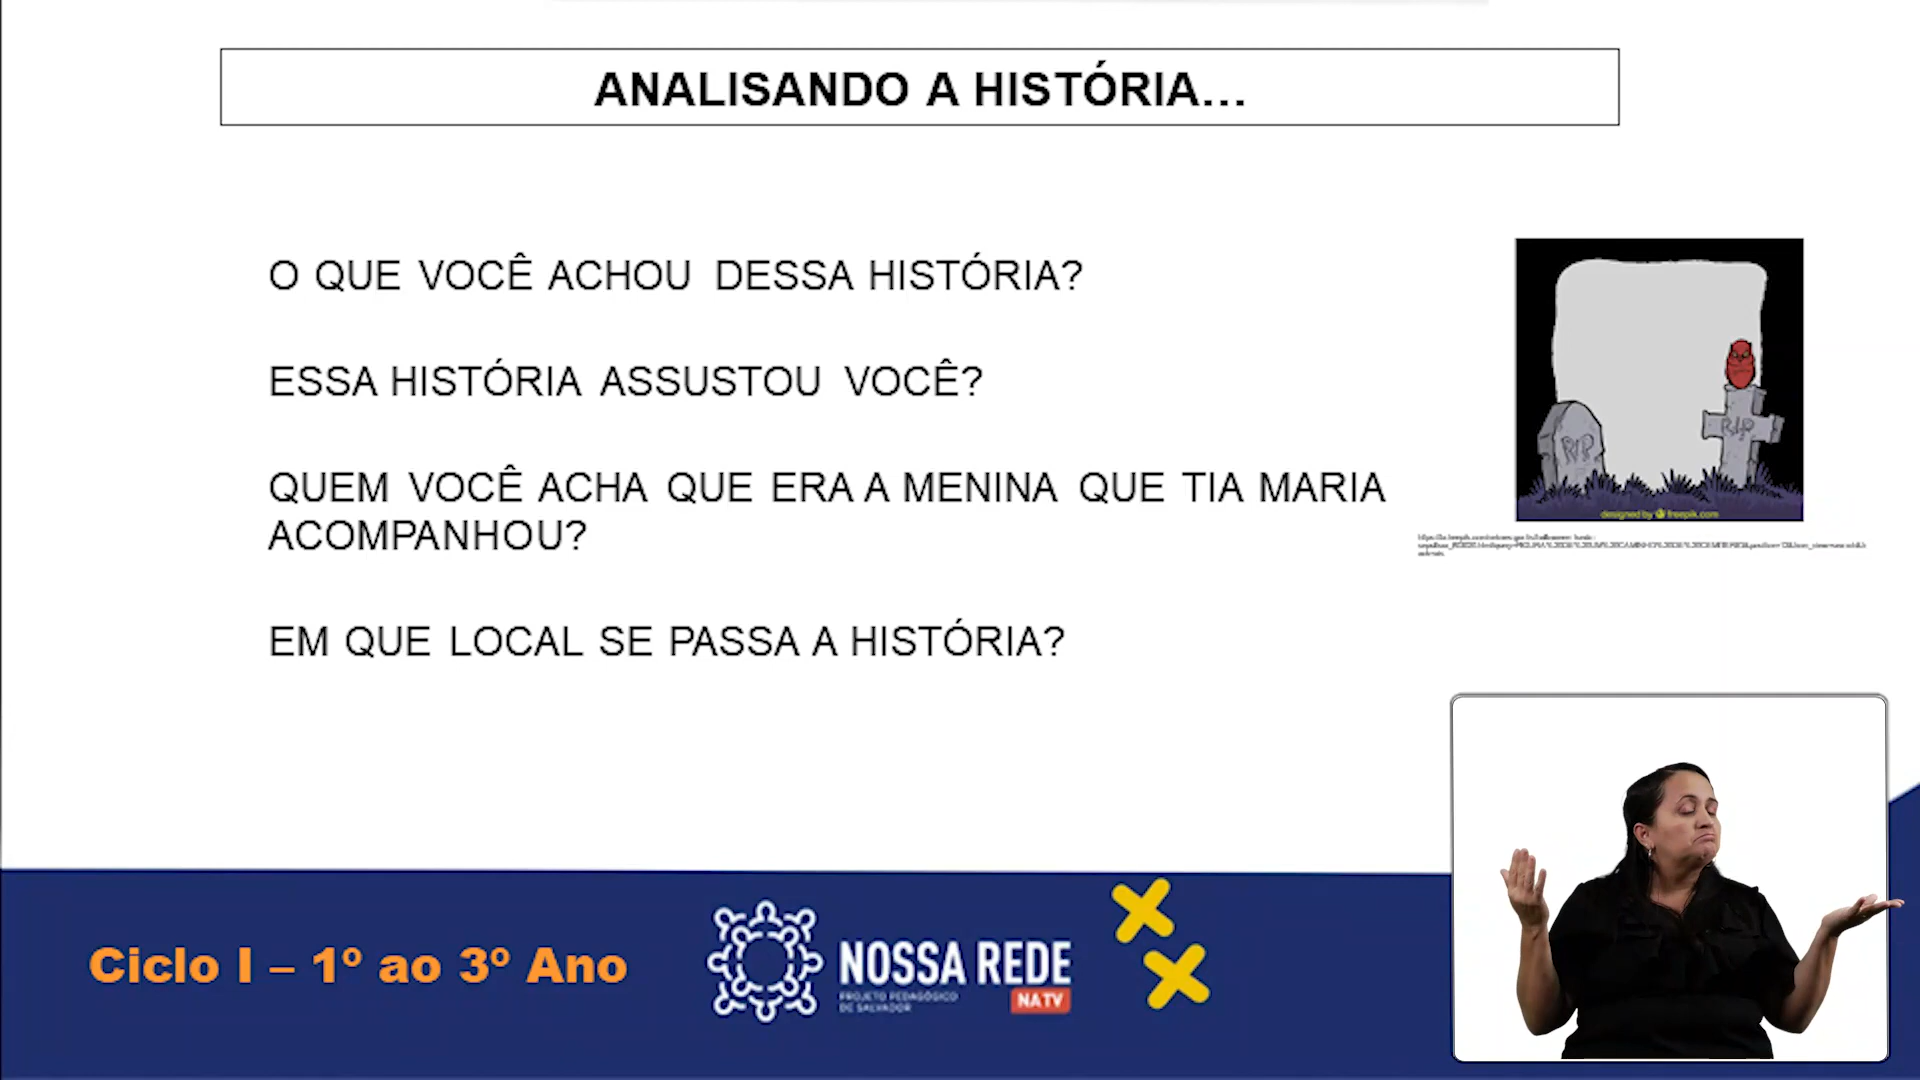 ANALISANDO A HISTÓRIA...
O QUE VOCÊ ACHOU DESSA HISTÓRIA?
ESSA HISTÓRIA ASSUSTOU VOCÊ?
QUEM VOCÊ ACHA QUE ERA A MENINA QUE TIA MARIA
ACOMPANHOU?
EM QUE LOCAL SE PASSA A HISTÓRIA?
RIP
RIP
designed by freepik.com
Ciclo I – 1º ao 3º Ano
NOSSA REDE
NA TV
PROJETO PEDAGÓGICO
DE SALVADOR